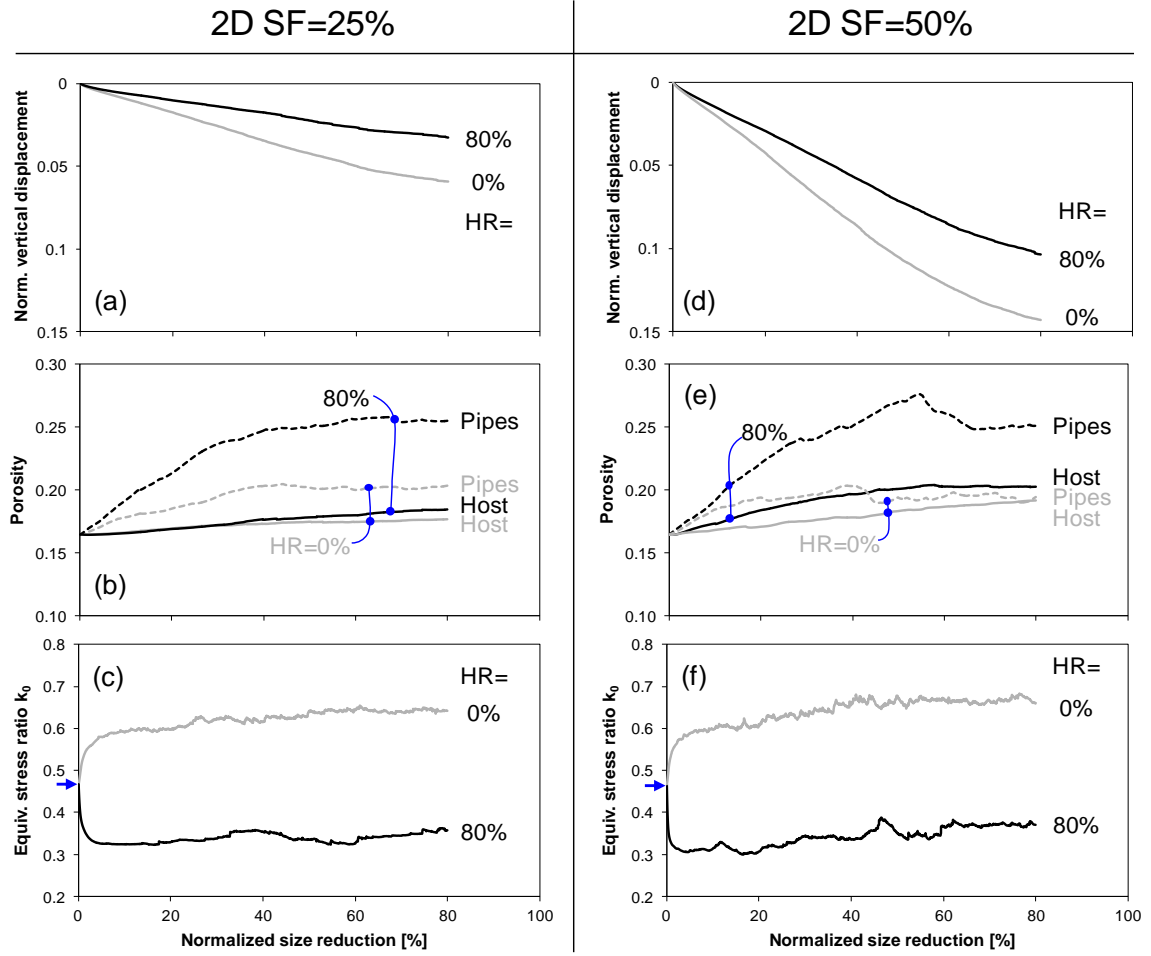 2D SF=25%
2D SF=50%
Norm. vertical displacement
0
0.05
0.1
0.15
80%
0%
HR=
(a)
Norm. vertical displacement
0
0.05
0.1
0.15
HR=
80%
0%
(d)
Porosity
0.30
0.25
0.20
0.15
0.10
80%
Pipes
Pipes
Host
Host
HR=0%
(b)
Porosity
0.30
0.25
0.20
0.15
0.10
(e)
80%
Pipes
Host
Pipes
Host
HR=0%
Equiv. stress ratio k0
0.8
0.7
0.6
0.5
0.4
0.3
0.2
(c)
HR=
0%
80%
0 20 40 60 80 100
Normalized size reduction [%]
Equiv. stress ratio k0
0.8
0.7
0.6
0.5
0.4
0.3
0.2
(f)
HR=
0%
80%
0 20 40 60 80 100
Normalized size reduction [%]